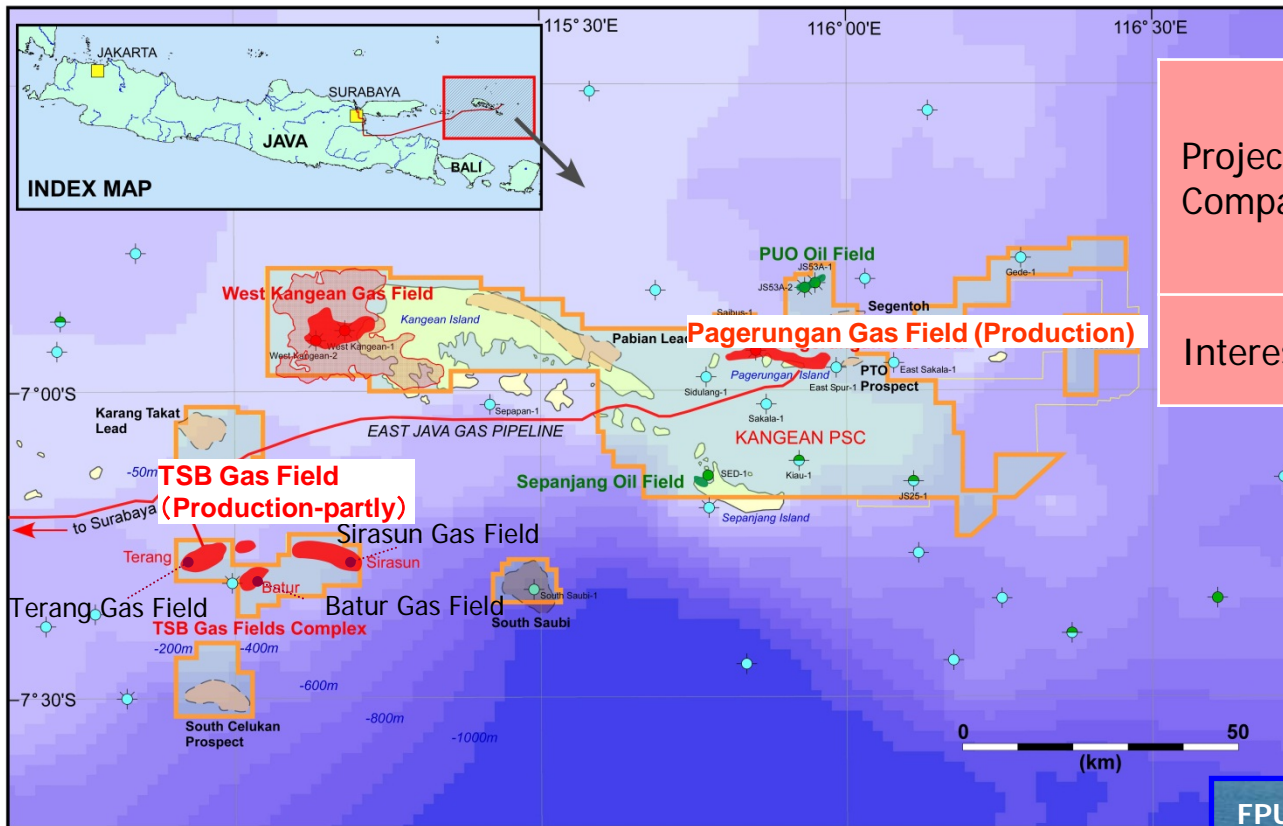 115° 30'E
116° 00'E
116° 30'E
JAKARTA
SURABAYA
JAVA
BALI
INDEX MAP
Projec
Compa
Interes
PUO Oil Field
JS53A-1
JS53A-2
Gede-1
West Kangean Gas Field
Kangean Island
Segentoh
West Kangean-1
West Kangean-2
Pabian Lead
Pagerungan Gas Field (Production)
Pagerungan Island
East Sakala-1
East Spur-1
PTO
Prospect
7° 00'S
Sidulang-1
Sepapan-1
Sakala-1
Karang Takat
Lead
EAST JAVA GAS PIPELINE
KANGEAN PSC
-50m
TSB Gas Field
（Production-partly）
SED-1
Kiau-1
JS25-1
Sepanjang Oil Field
Sepanjang Island
to Surabaya
Sirasun Gas Field
Terang
Sirasun
Batur
Terang Gas Field
Batur Gas Field
South Saubi-1
South Saubi
TSB Gas Fields Complex
-200m
-400m
-600m
-800m
-1000m
7° 30'S
South Celukan
Prospect
0
50
(km)
FPU